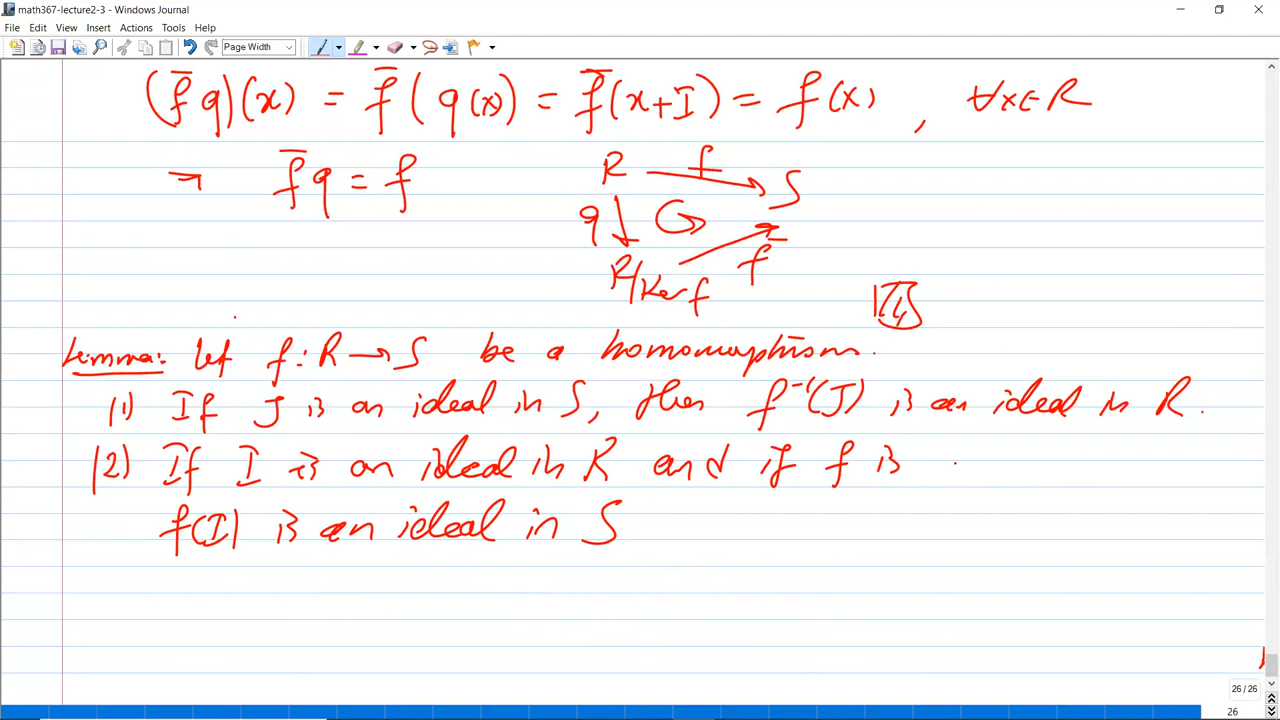 math367-lecture2-3 - Windows Journal
File Edit View Insert Actions Tools Help
Page Width
(f̄q)(x) = f̄(q(x)) = f̄(x+I) = f(x), ∀x∈R
→ f̄q = f
R f S
q f̄
R/Kerf
Lemma: let f: R → S be a homomorphism.
(1) If J is an ideal in S, then f⁻¹(J) is an ideal in R.
(2) If I is an ideal in R and if f is
f(I) is an ideal in S
26 / 26
26